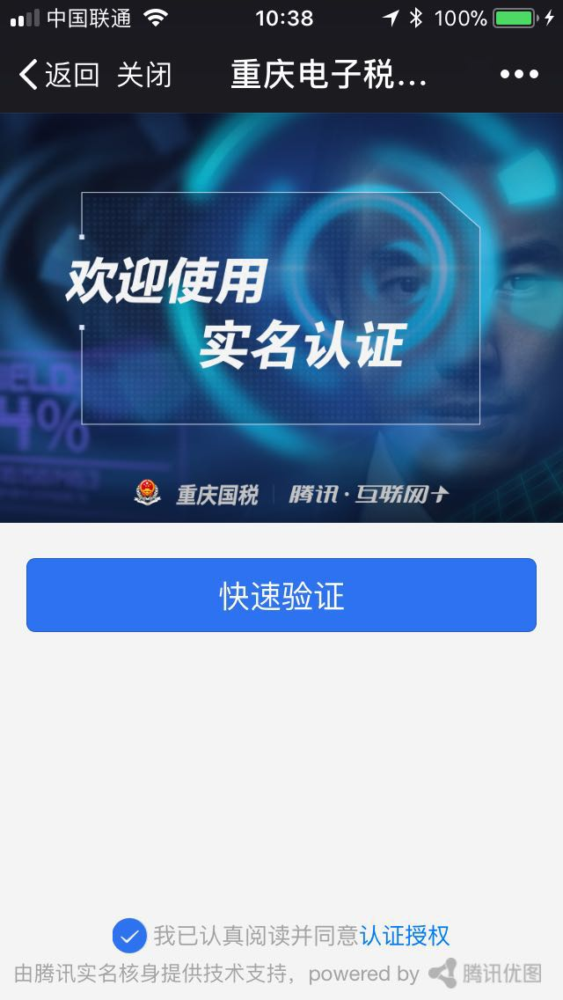 中国联通 10:38 100%
返回 关闭 重庆电子税...
欢迎使用
实名认证
ELD
4%
重庆国税 腾讯·互联网+
快速验证
我已认真阅读并同意认证授权
由腾讯实名核身提供技术支持，powered by 腾讯优图